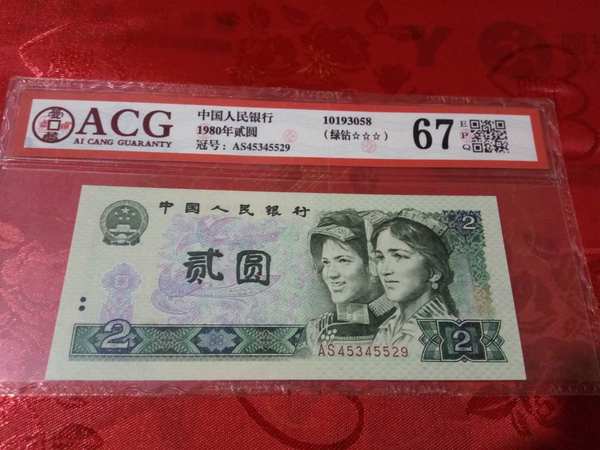 ACG
AI CANG GUARANTY
中国人民银行
1980年贰圆
冠号: AS45345529
10193058
(绿钻☆☆☆)
67
EPQ
中国人民银行
贰圆
2
2
2
AS45345529